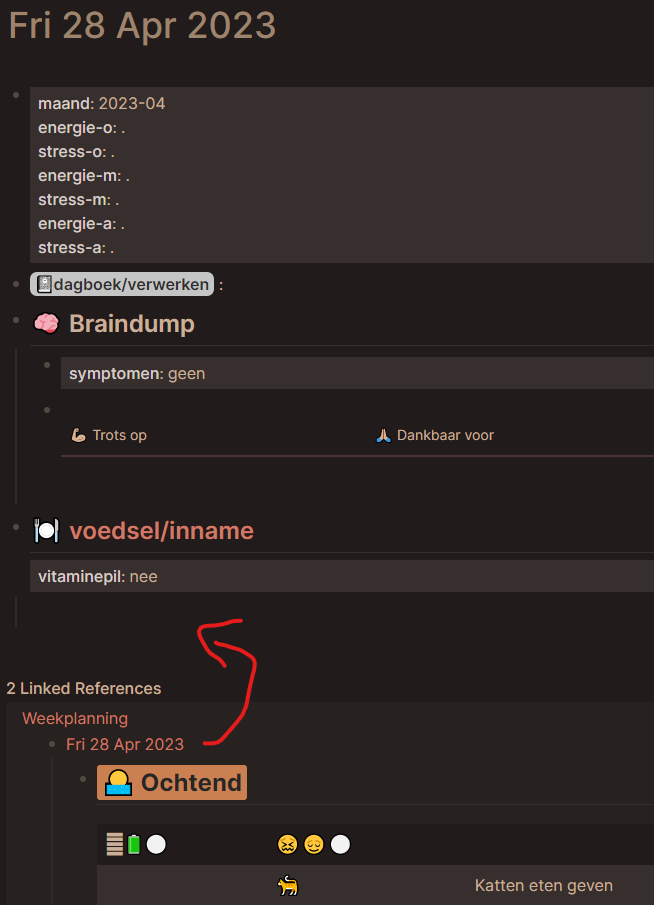 Fri 28 Apr 2023
maand: 2023-04
energie-o: .
stress-o: .
energie-m: .
stress-m: .
energie-a: .
stress-a: .
dagboek/verwerken :
Braindump
symptomen: geen
Trots op Dankbaar voor
voedsel/inname
vitaminepil: nee
2 Linked References
Weekplanning
Fri 28 Apr 2023
Ochtend
Katten eten geven